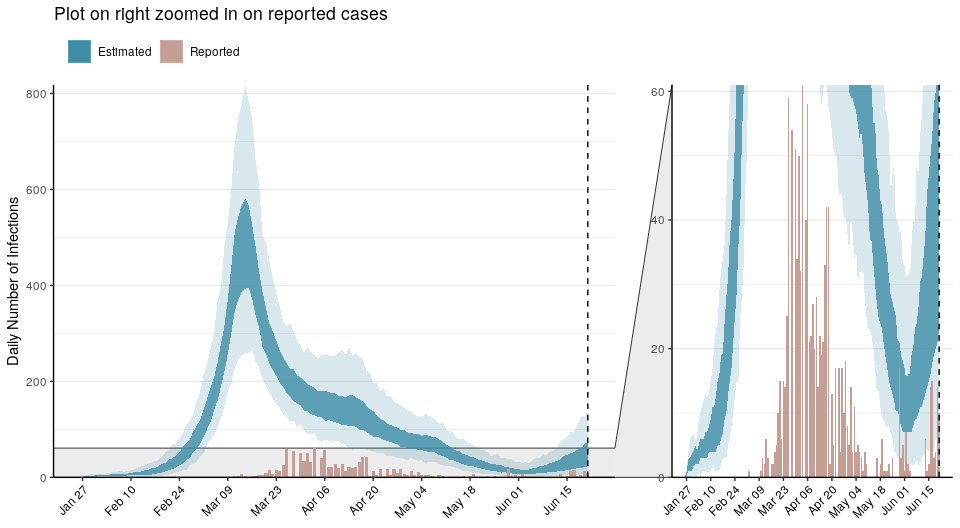 Plot on right zoomed in on reported cases
Estimated Reported
Daily Number of Infections
800
600
400
200
0
Jan 27 Feb 10 Feb 24 Mar 09 Mar 23 Apr 06 Apr 20 May 04 May 18 Jun 01 Jun 15
60
40
20
0
Jan 27 Feb 10 Feb 24 Mar 09 Mar 23 Apr 06 Apr 20 May 04 May 18 Jun 01 Jun 15